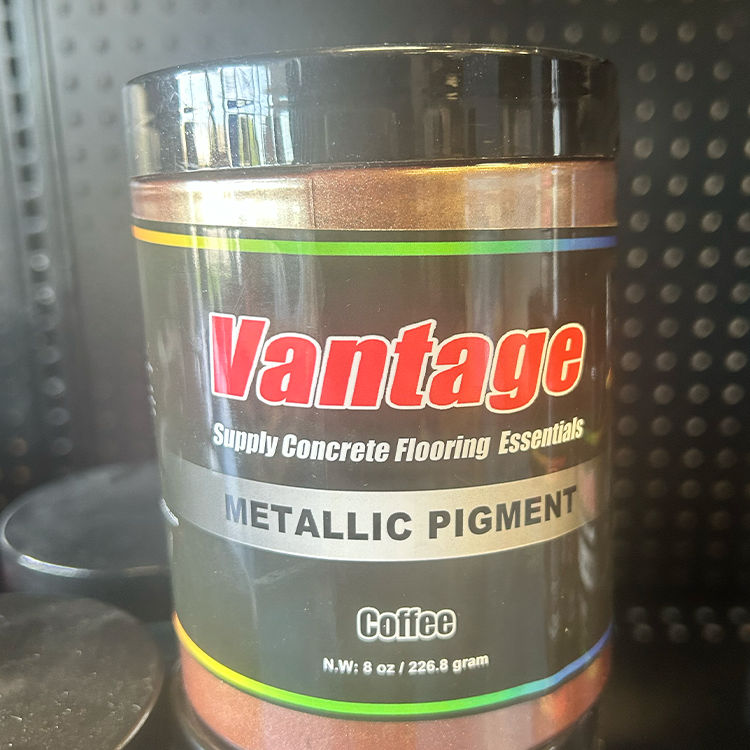 Vantage
Supply Concrete Flooring Essentials
METALLIC PIGMENT
Coffee
N.W: 8 oz / 226.8 gram